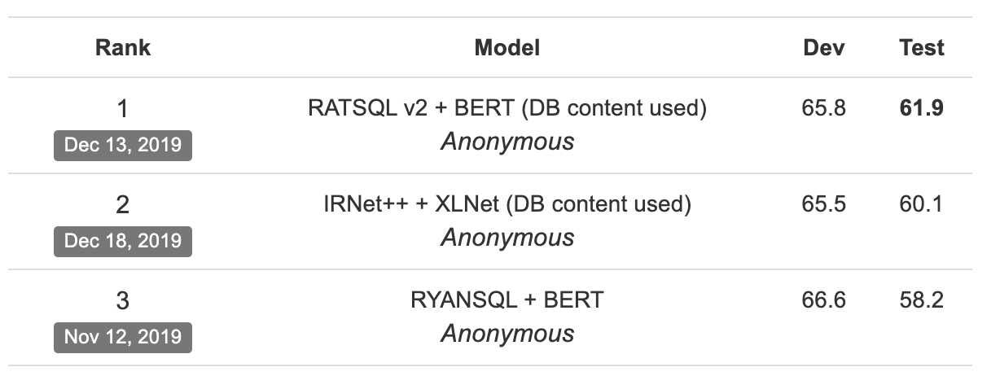 Rank Model Dev Test
1 RATSQL v2 + BERT (DB content used) 65.8 61.9
Dec 13, 2019 Anonymous
2 IRNet++ + XLNet (DB content used) 65.5 60.1
Dec 18, 2019 Anonymous
3 RYANSQL + BERT 66.6 58.2
Nov 12, 2019 Anonymous